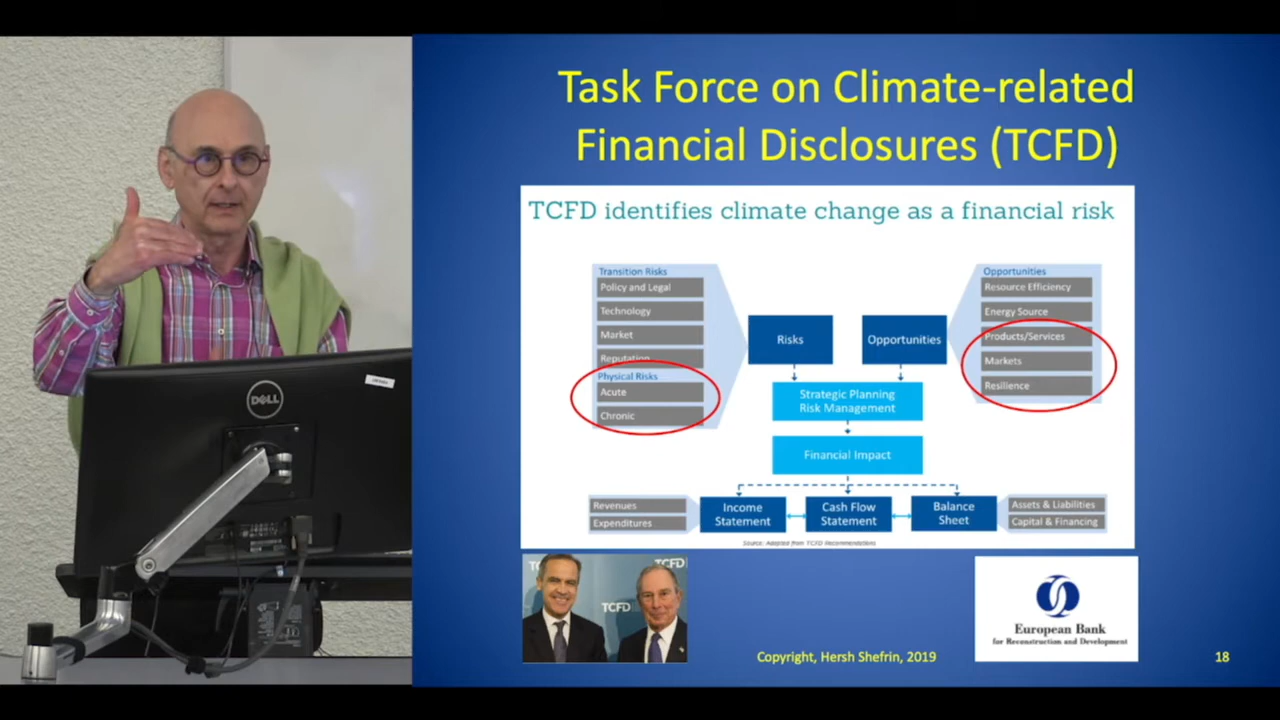 Task Force on Climate-related
Financial Disclosures (TCFD)
TCFD identifies climate change as a financial risk
Transition Risks
Policy and Legal
Technology
Market
Reputation
Physical Risks
Acute
Chronic
Risks
Opportunities
Opportunities
Resource Efficiency
Energy Source
Products/Services
Markets
Resilience
Strategic Planning
Risk Management
Financial Impact
Revenues
Expenditures
Income
Statement
Cash Flow
Statement
Balance
Sheet
Assets & Liabilities
Capital & Financing
Source: Adapted from TCFD Recommendations
DELL
TCFD
TCFD
European Bank
for Reconstruction and Development
Copyright, Hersh Shefrin, 2019
18